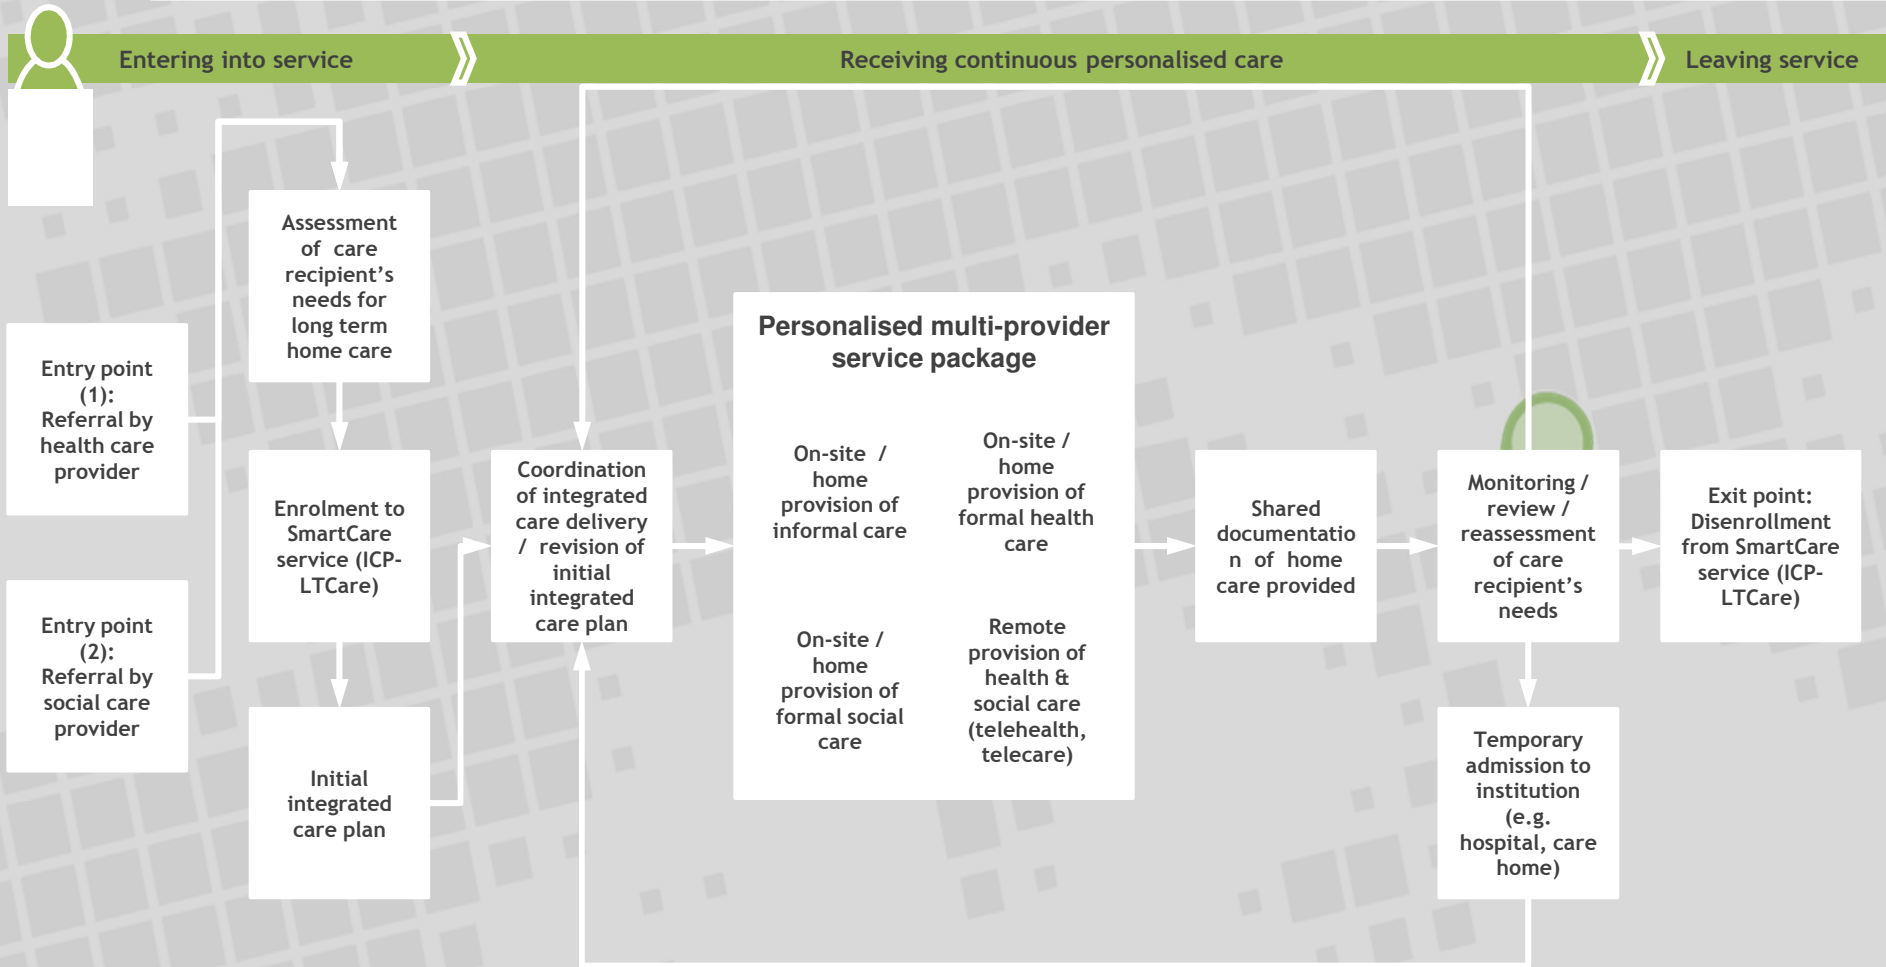 Entering into service
Receiving continuous personalised care
Leaving service
Entry point
(1):
Referral by
health care
provider
Entry point
(2):
Referral by
social care
provider
Assessment
of care
recipient’s
needs for
long term
home care
Enrolment to
SmartCare
service (ICP-
LTCare)
Initial
integrated
care plan
Coordination
of integrated
care delivery
/ revision of
initial
integrated
care plan
Personalised multi-provider
service package
On-site /
home
provision of
informal care
On-site /
home
provision of
formal health
care
On-site /
home
provision of
formal social
care
Remote
provision of
health &
social care
(telehealth,
telecare)
Shared
documentatio
n of home
care provided
Monitoring /
review /
reassessment
of care
recipient’s
needs
Temporary
admission to
institution
(e.g.
hospital, care
home)
Exit point:
Disenrollment
from SmartCare
service (ICP-
LTCare)